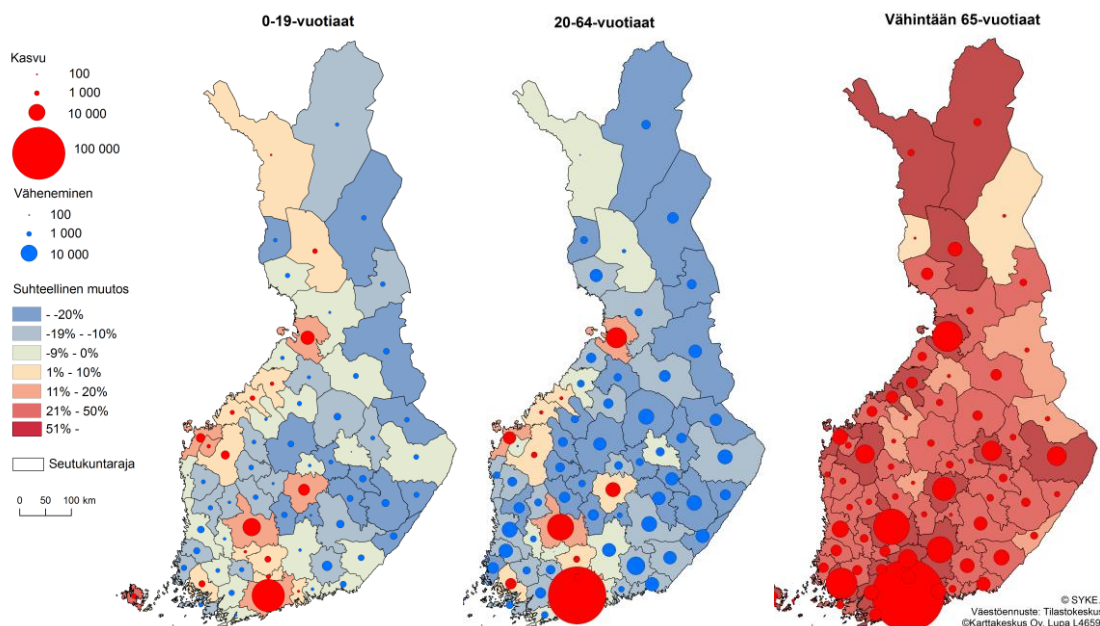 0-19-vuotiaat
20-64-vuotiaat
Vähintään 65-vuotiaat
Kasvu
100
1 000
10 000
100 000
Väheneminen
100
1 000
10 000
Suhteellinen muutos
- -20%
-19% - -10%
-9% - 0%
1% - 10%
11% - 20%
21% - 50%
51% -
Seutukuntaraja
0 50 100 km
© SYKE.
Väestöennuste: Tilastokeskus
©Karttakeskus Oy, Lupa L4659